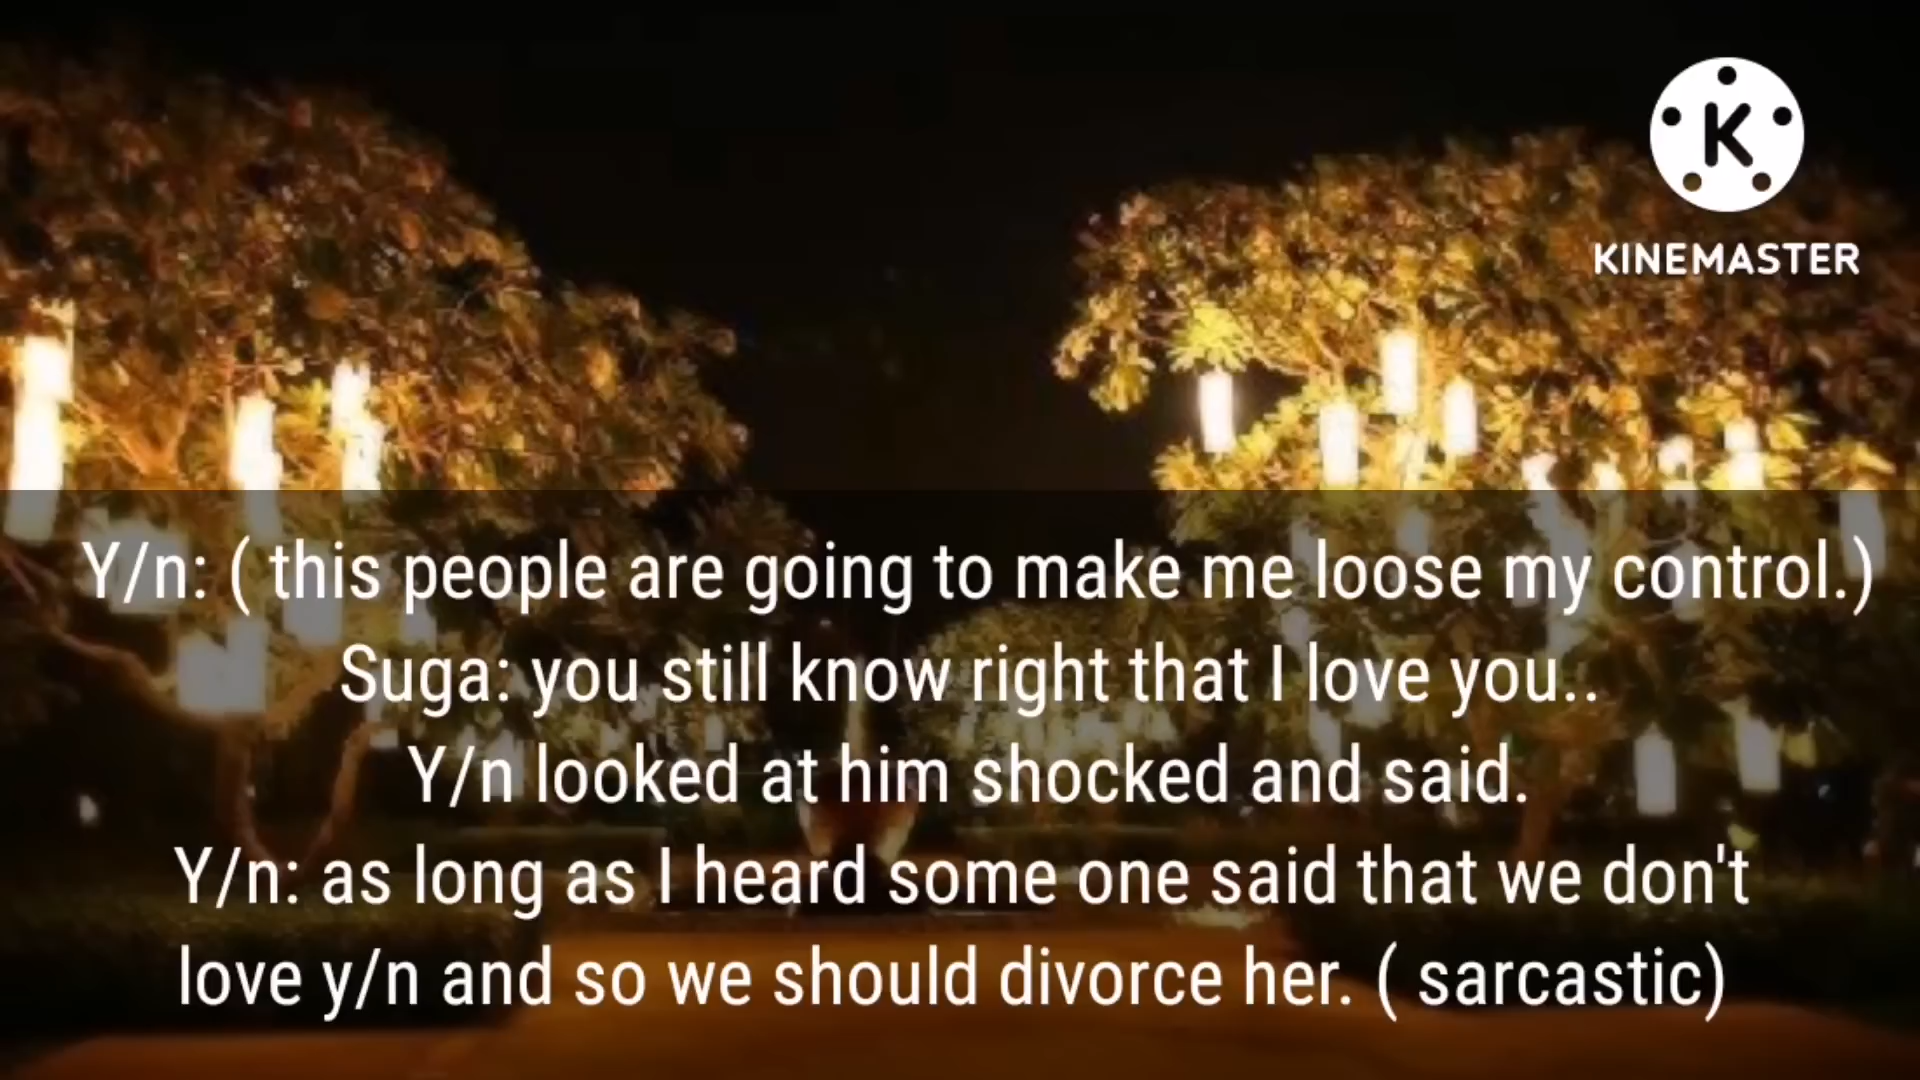 K
KINEMASTER
Y/n: ( this people are going to make me loose my control.)
Suga: you still know right that I love you..
Y/n looked at him shocked and said.
Y/n: as long as I heard some one said that we don't
love y/n and so we should divorce her. ( sarcastic)